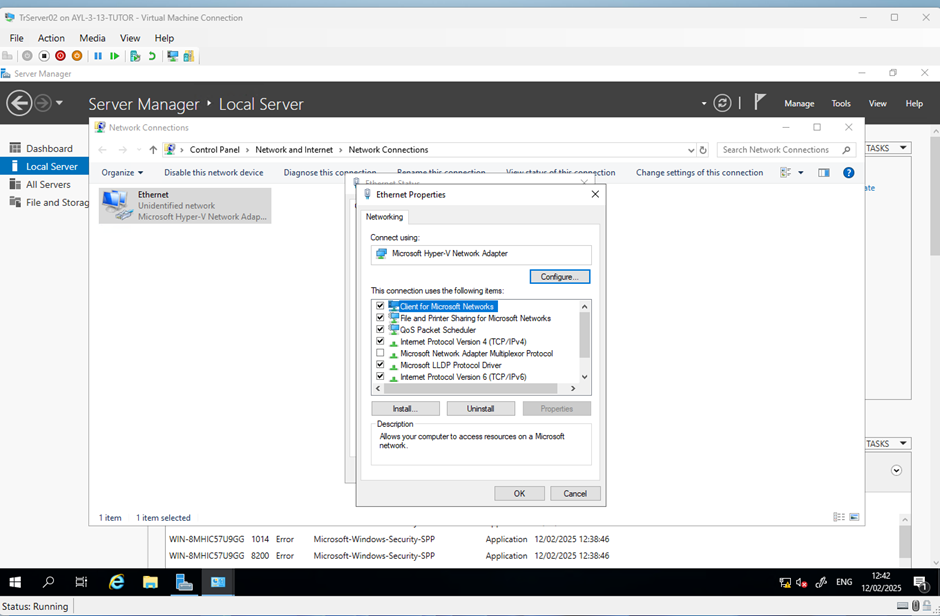 TrServer02 on AYL-3-13-TUTOR - Virtual Machine Connection
File Action Media View Help
Server Manager
Server Manager ‣ Local Server
Manage Tools View Help
Network Connections
Dashboard
Local Server
All Servers
File and Storag
TASKS
Control Panel > Network and Internet > Network Connections
Search Network Connections
Organize Disable this network device Diagnose this connection Rename this connection View status of this connection Change settings of this connection
Ethernet
Unidentified network
Microsoft Hyper-V Network Adap...
Ethernet Status
Ethernet Properties
Networking
Connect using:
Microsoft Hyper-V Network Adapter
Configure...
This connection uses the following items:
Client for Microsoft Networks
File and Printer Sharing for Microsoft Networks
QoS Packet Scheduler
Internet Protocol Version 4 (TCP/IPv4)
Microsoft Network Adapter Multiplexor Protocol
Microsoft LLDP Protocol Driver
Internet Protocol Version 6 (TCP/IPv6)
Install... Uninstall Properties
Description
Allows your computer to access resources on a Microsoft
network.
OK Cancel
TASKS
1 item 1 item selected
WIN-8MHIC57U9GG 1014 Error Microsoft-Windows-Security-SPP Application 12/02/2025 12:38:46
WIN-8MHIC57U9GG 8200 Error Microsoft-Windows-Security-SPP Application 12/02/2025 12:38:46
ENG
12:42
12/02/2025
1
Status: Running